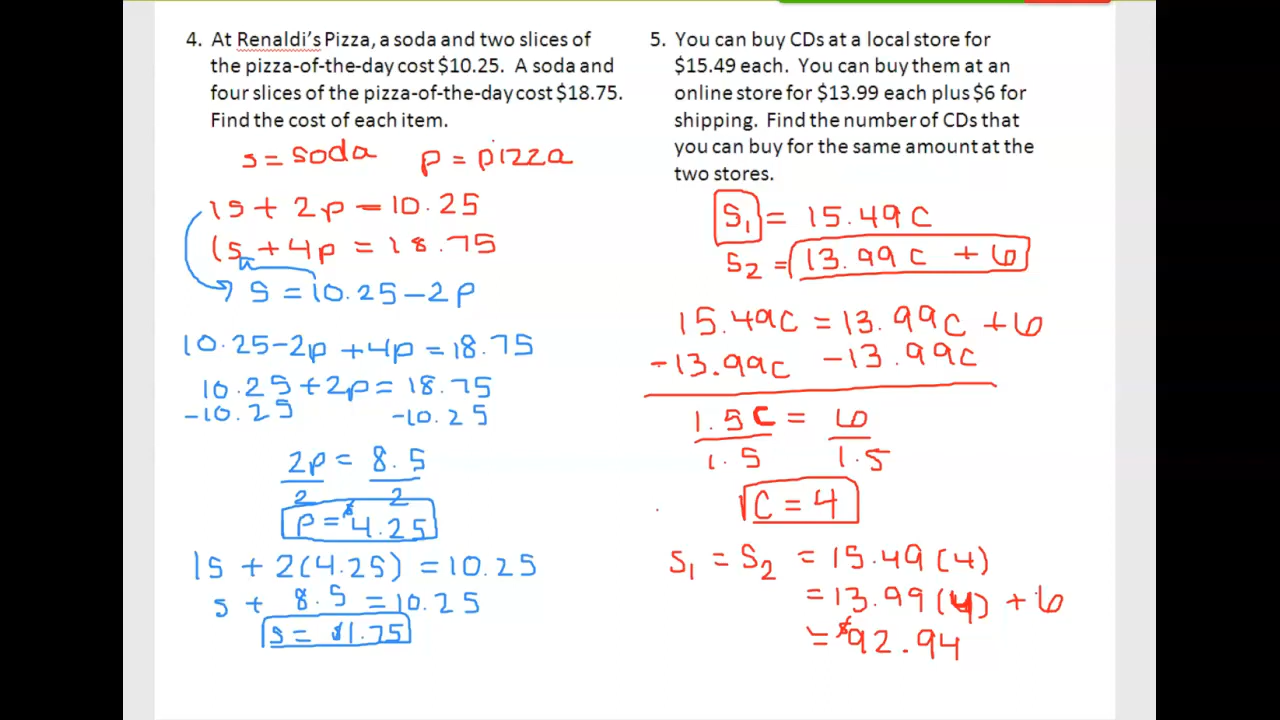 4. At Renaldi's Pizza, a soda and two slices of
the pizza-of-the-day cost $10.25. A soda and
four slices of the pizza-of-the-day cost $18.75.
Find the cost of each item.
s = soda p = pizza
1s + 2p = 10.25
1s + 4p = 18.75
s = 10.25 - 2p
10.25 - 2p + 4p = 18.75
10.25 + 2p = 18.75
-10.25 -10.25
2p = 8.5
2 2
p = $4.25
1s + 2(4.25) = 10.25
s + 8.5 = 10.25
s = $1.75
5. You can buy CDs at a local store for
$15.49 each. You can buy them at an
online store for $13.99 each plus $6 for
shipping. Find the number of CDs that
you can buy for the same amount at the
two stores.
S1 = 15.49C
S2 = 13.99C + 6
15.49C = 13.99C + 6
-13.99C -13.99C
1.5C = 6
1.5 1.5
C = 4
S1 = S2 = 15.49(4)
= 13.99(4) + 6
= $92.94